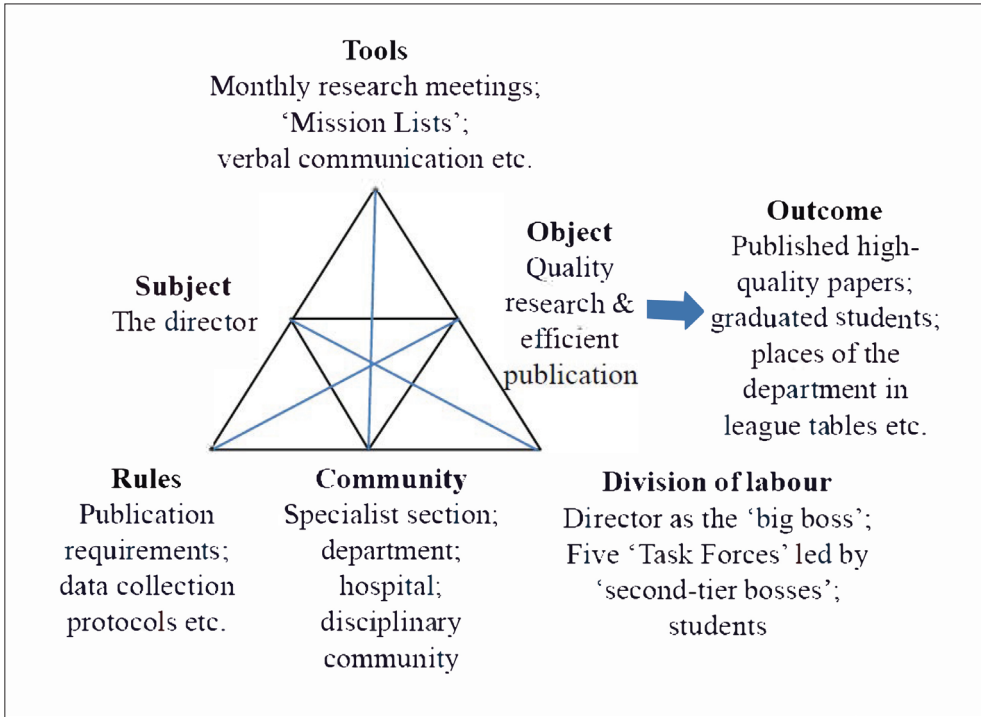 Tools
Monthly research meetings;
‘Mission Lists’;
verbal communication etc.
Subject
The director
Object
Quality
research &
efficient
publication
Outcome
Published high-
quality papers;
graduated students;
places of the
department in
league tables etc.
Rules
Publication
requirements;
data collection
protocols etc.
Community
Specialist section;
department;
hospital;
disciplinary
community
Division of labour
Director as the ‘big boss’;
Five ‘Task Forces’ led by
‘second-tier bosses’;
students